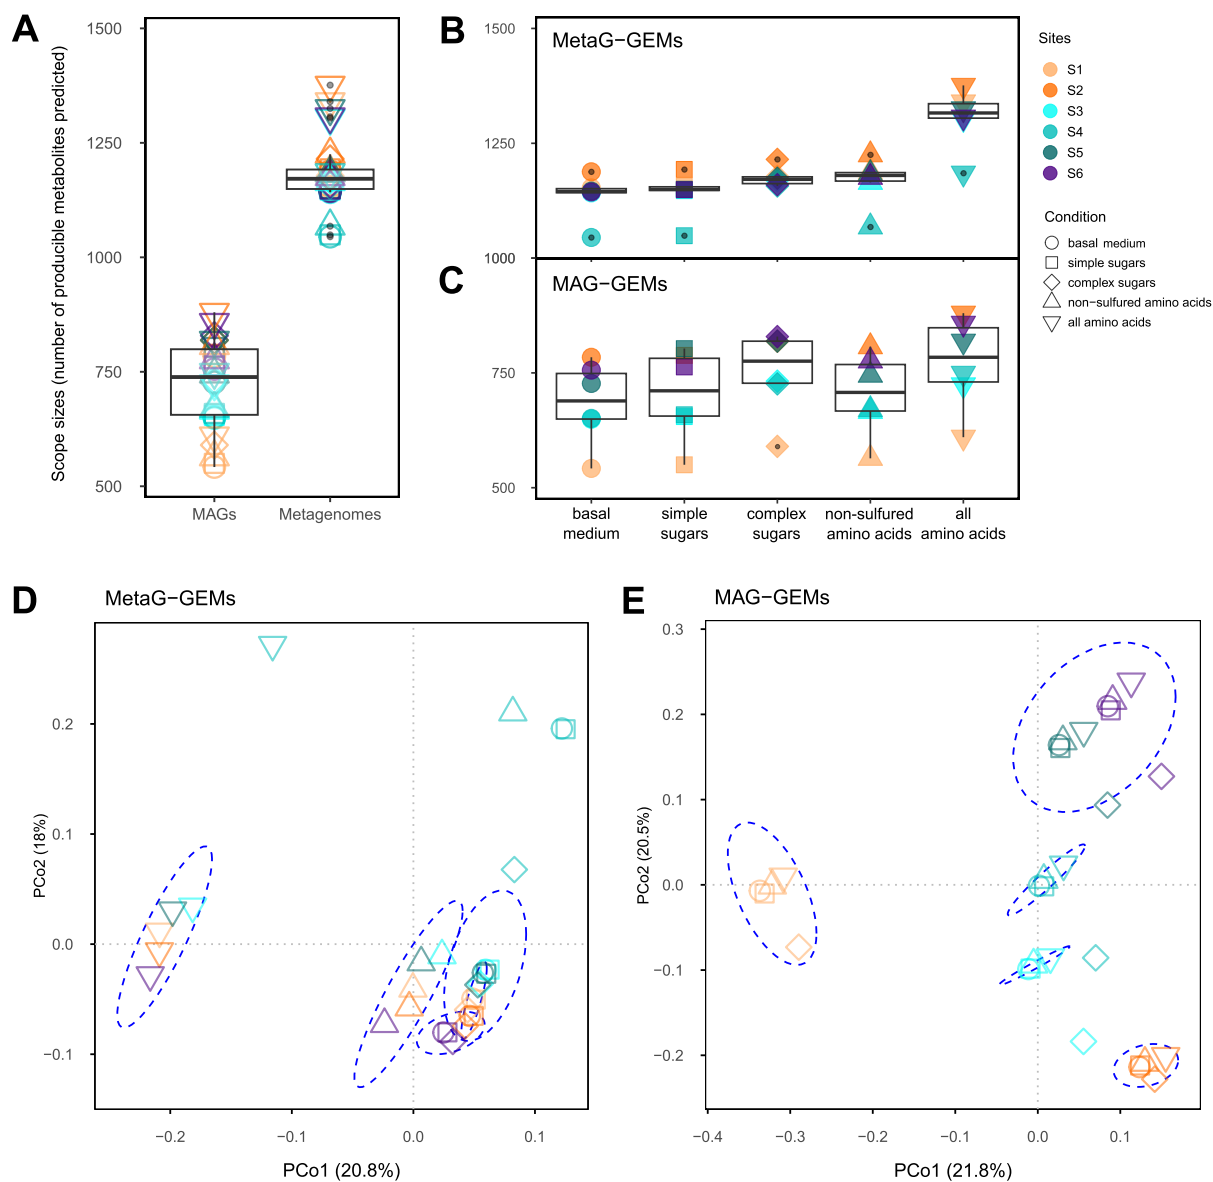 A
Scope sizes (number of producible metabolites predicted)
1500
1250
1000
750
500
MAGs
Metagenomes
B
MetaG−GEMs
1500
1250
1000
C
MAG−GEMs
750
500
basal
medium
simple
sugars
complex
sugars
non-sulfured
amino acids
all
amino acids
Sites
S1
S2
S3
S4
S5
S6
Condition
basal medium
simple sugars
complex sugars
non−sulfured amino acids
all amino acids
D
MetaG−GEMs
PCo2 (18%)
0.2
0.1
0.0
−0.1
−0.2
−0.1
0.0
0.1
PCo1 (20.8%)
E
MAG−GEMs
PCo2 (20.5%)
0.3
0.2
0.1
0.0
−0.1
−0.2
−0.4
−0.3
−0.2
−0.1
0.0
0.1
PCo1 (21.8%)